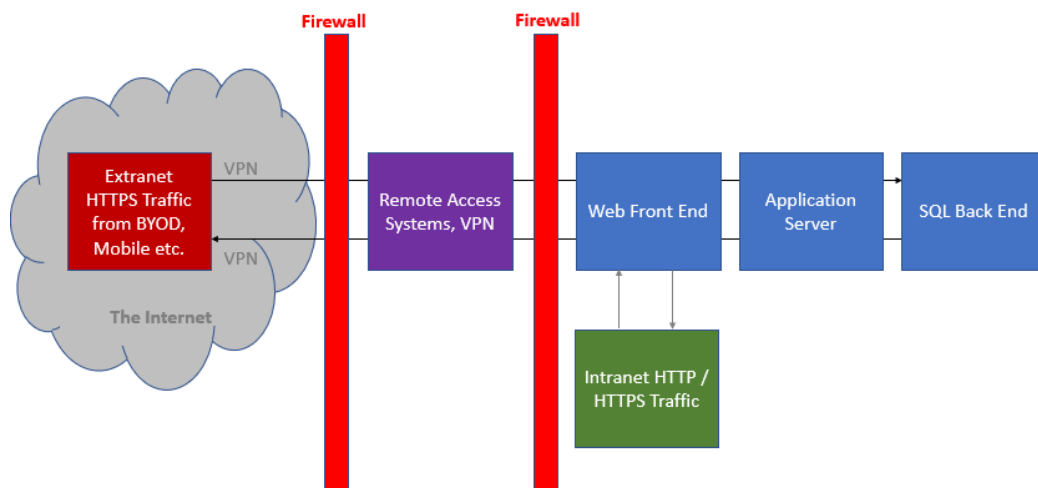 Firewall
Firewall
VPN
Extranet
HTTPS Traffic
from BYOD,
Mobile etc.
VPN
The Internet
Remote Access
Systems, VPN
Web Front End
Application
Server
SQL Back End
Intranet HTTP /
HTTPS Traffic